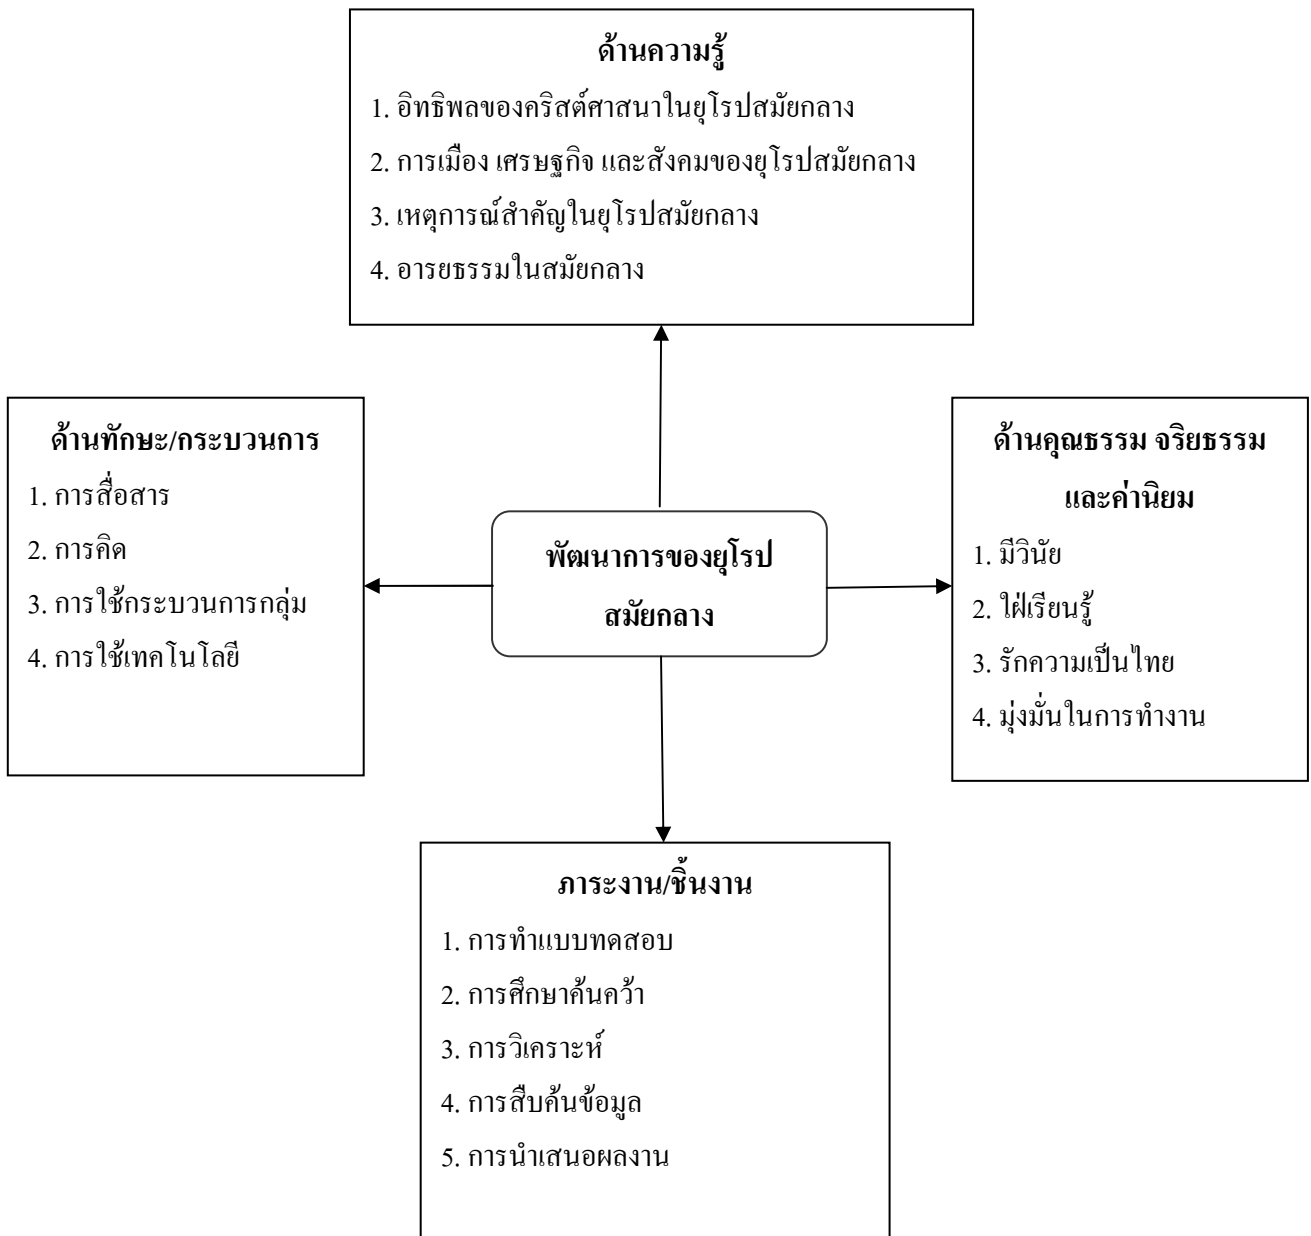 ด้านความรู้
1. อิทธิพลของคริสต์ศาสนาในยุโรปสมัยกลาง
2. การเมือง เศรษฐกิจ และสังคมของยุโรปสมัยกลาง
3. เหตุการณ์สำคัญในยุโรปสมัยกลาง
4. อารยธรรมในสมัยกลาง
ด้านทักษะ/กระบวนการ
1. การสื่อสาร
2. การคิด
3. การใช้กระบวนการกลุ่ม
4. การใช้เทคโนโลยี
พัฒนาการของยุโรป
สมัยกลาง
ด้านคุณธรรม จริยธรรม
และค่านิยม
1. มีวินัย
2. ใฝ่เรียนรู้
3. รักความเป็นไทย
4. มุ่งมั่นในการทำงาน
ภาระงาน/ชิ้นงาน
1. การทำแบบทดสอบ
2. การศึกษาค้นคว้า
3. การวิเคราะห์
4. การสืบค้นข้อมูล
5. การนำเสนอผลงาน